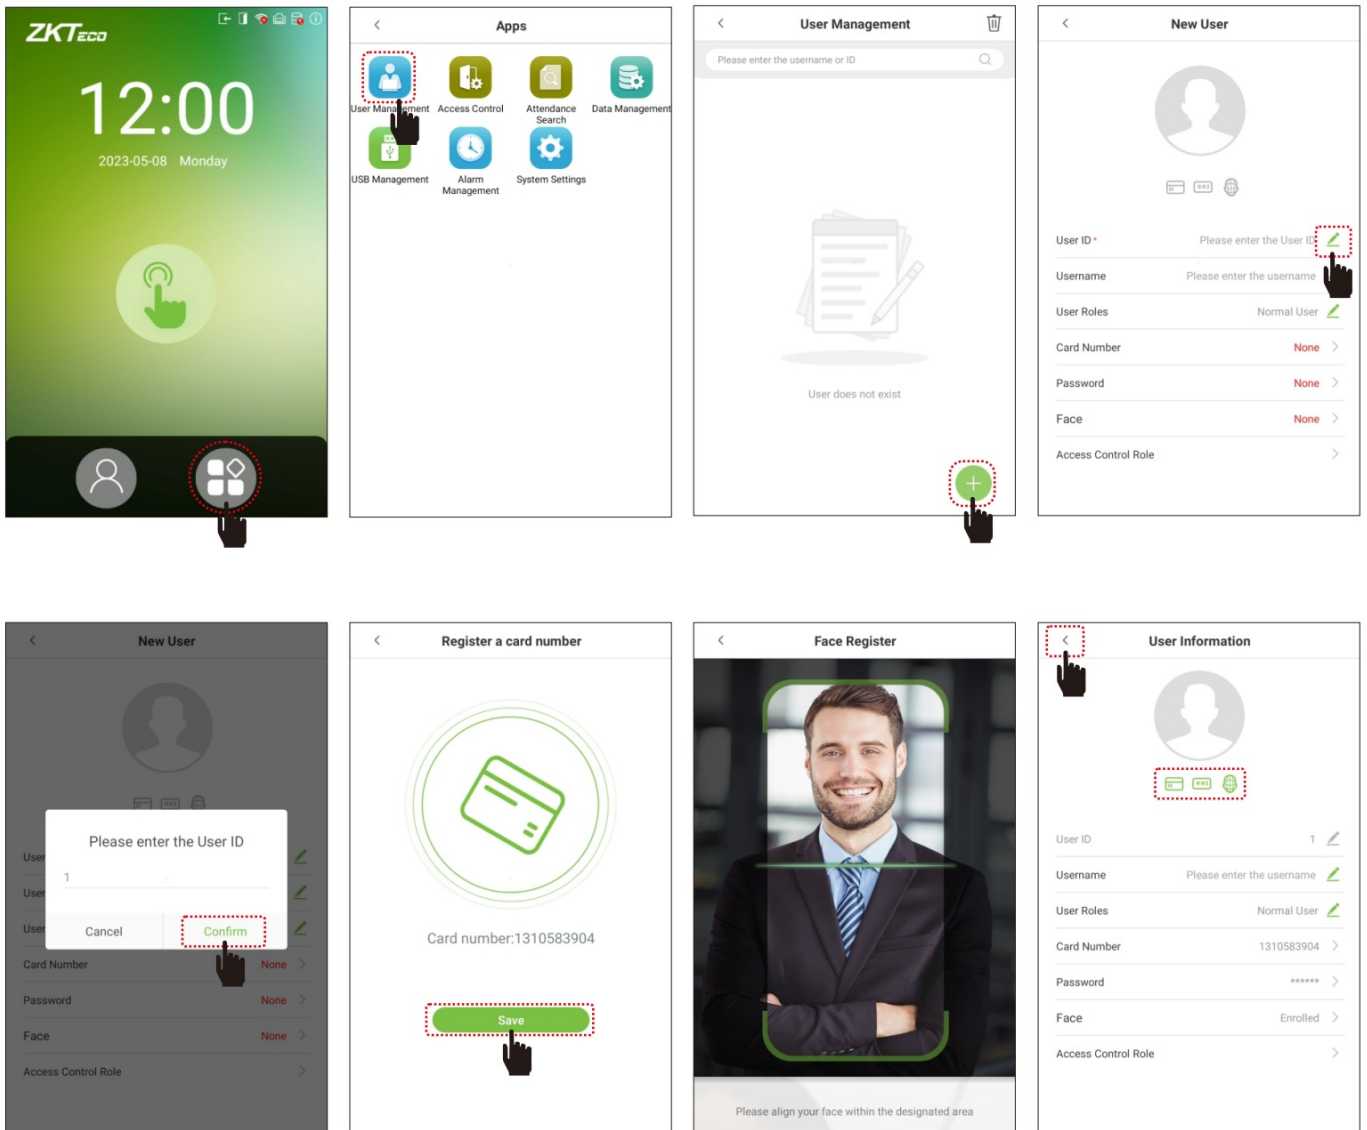 ZKTeco
12:00
2023-05-08 Monday
Apps
User Management
Access Control
Attendance
Search
Data Management
USB Management
Alarm
Management
System Settings
User Management
Please enter the username or ID
User does not exist
New User
User ID * Please enter the User ID
Username Please enter the username
User Roles Normal User
Card Number None
Password None
Face None
Access Control Role
New User
Please enter the User ID
1
Cancel Confirm
User
User
User
Card Number None
Password None
Face None
Access Control Role
Register a card number
Card number:1310583904
Save
Face Register
Please align your face within the designated area
User Information
User ID 1
Username Please enter the username
User Roles Normal User
Card Number 1310583904
Password ******
Face Enrolled
Access Control Role